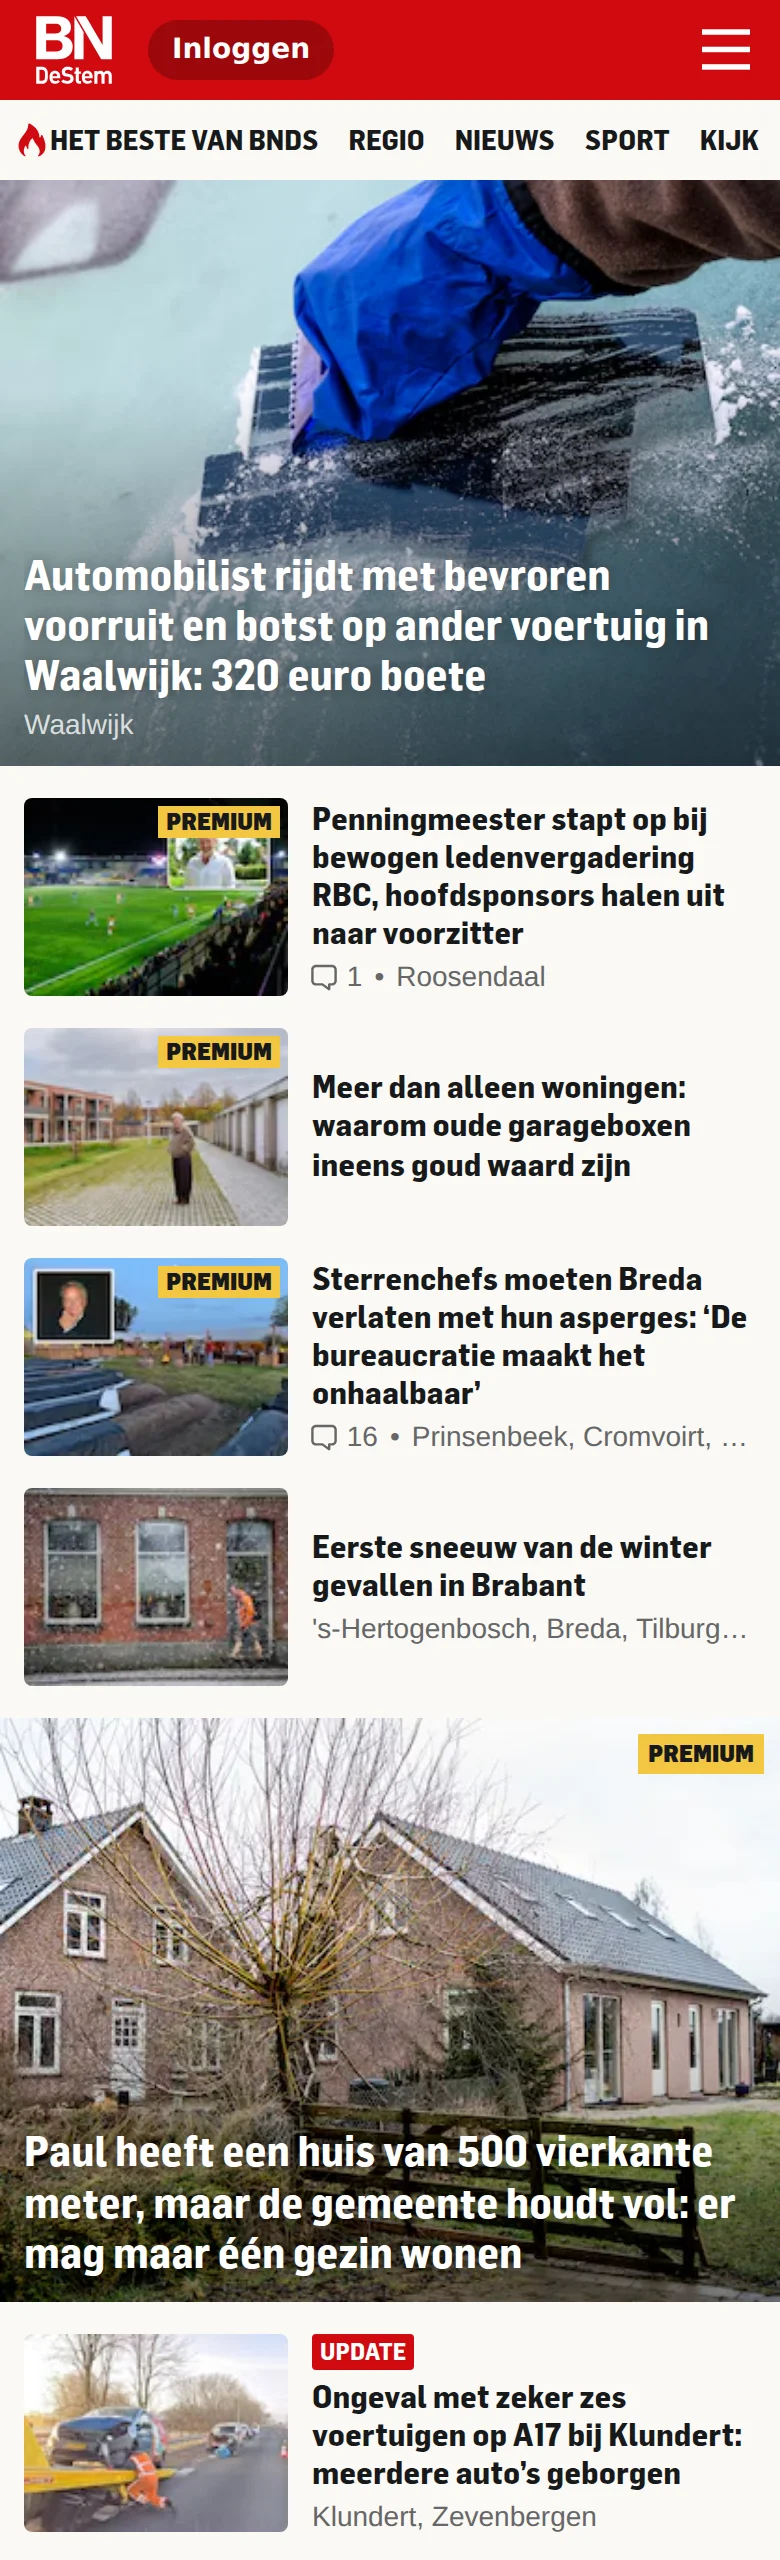 BN
DeStem
Inloggen
HET BESTE VAN BNDS
REGIO
NIEUWS
SPORT
KIJK
Automobilist rijdt met bevroren
voorruit en botst op ander voertuig in
Waalwijk: 320 euro boete
Waalwijk
PREMIUM
Penningmeester stapt op bij
bewogen ledenvergadering
RBC, hoofdsponsors halen uit
naar voorzitter
1 • Roosendaal
PREMIUM
Meer dan alleen woningen:
waarom oude garageboxen
ineens goud waard zijn
PREMIUM
Sterrenchefs moeten Breda
verlaten met hun asperges: ‘De
bureaucratie maakt het
onhaalbaar’
16 • Prinsenbeek, Cromvoirt, …
Eerste sneeuw van de winter
gevallen in Brabant
's-Hertogenbosch, Breda, Tilburg…
PREMIUM
Paul heeft een huis van 500 vierkante
meter, maar de gemeente houdt vol: er
mag maar één gezin wonen
UPDATE
Ongeval met zeker zes
voertuigen op A17 bij Klundert:
meerdere auto’s geborgen
Klundert, Zevenbergen